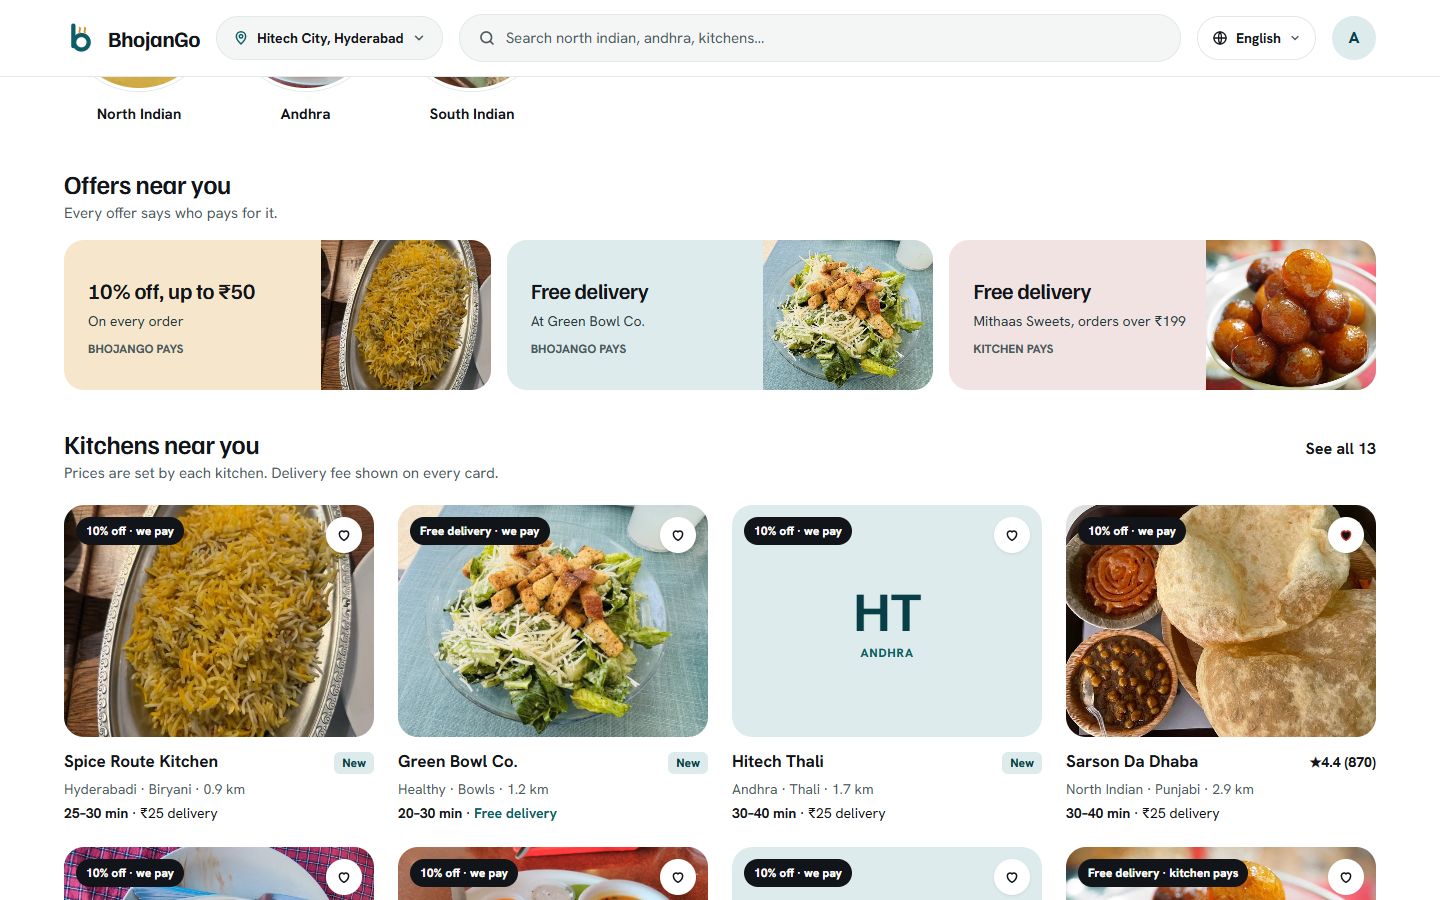 BhojanGo
Hitech City, Hyderabad
Search north indian, andhra, kitchens...
English
A
North Indian
Andhra
South Indian
Offers near you
Every offer says who pays for it.
10% off, up to ₹50
On every order
BHOJANGO PAYS
Free delivery
At Green Bowl Co.
BHOJANGO PAYS
Free delivery
Mithaas Sweets, orders over ₹199
KITCHEN PAYS
Kitchens near you
See all 13
Prices are set by each kitchen. Delivery fee shown on every card.
10% off · we pay
Free delivery · we pay
10% off · we pay
HT
ANDHRA
10% off · we pay
Spice Route Kitchen
New
Hyderabadi · Biryani · 0.9 km
25–30 min · ₹25 delivery
Green Bowl Co.
New
Healthy · Bowls · 1.2 km
20–30 min · Free delivery
Hitech Thali
New
Andhra · Thali · 1.7 km
30–40 min · ₹25 delivery
Sarson Da Dhaba
★4.4 (870)
North Indian · Punjabi · 2.9 km
30–40 min · ₹25 delivery
10% off · we pay
10% off · we pay
10% off · we pay
Free delivery · kitchen pays